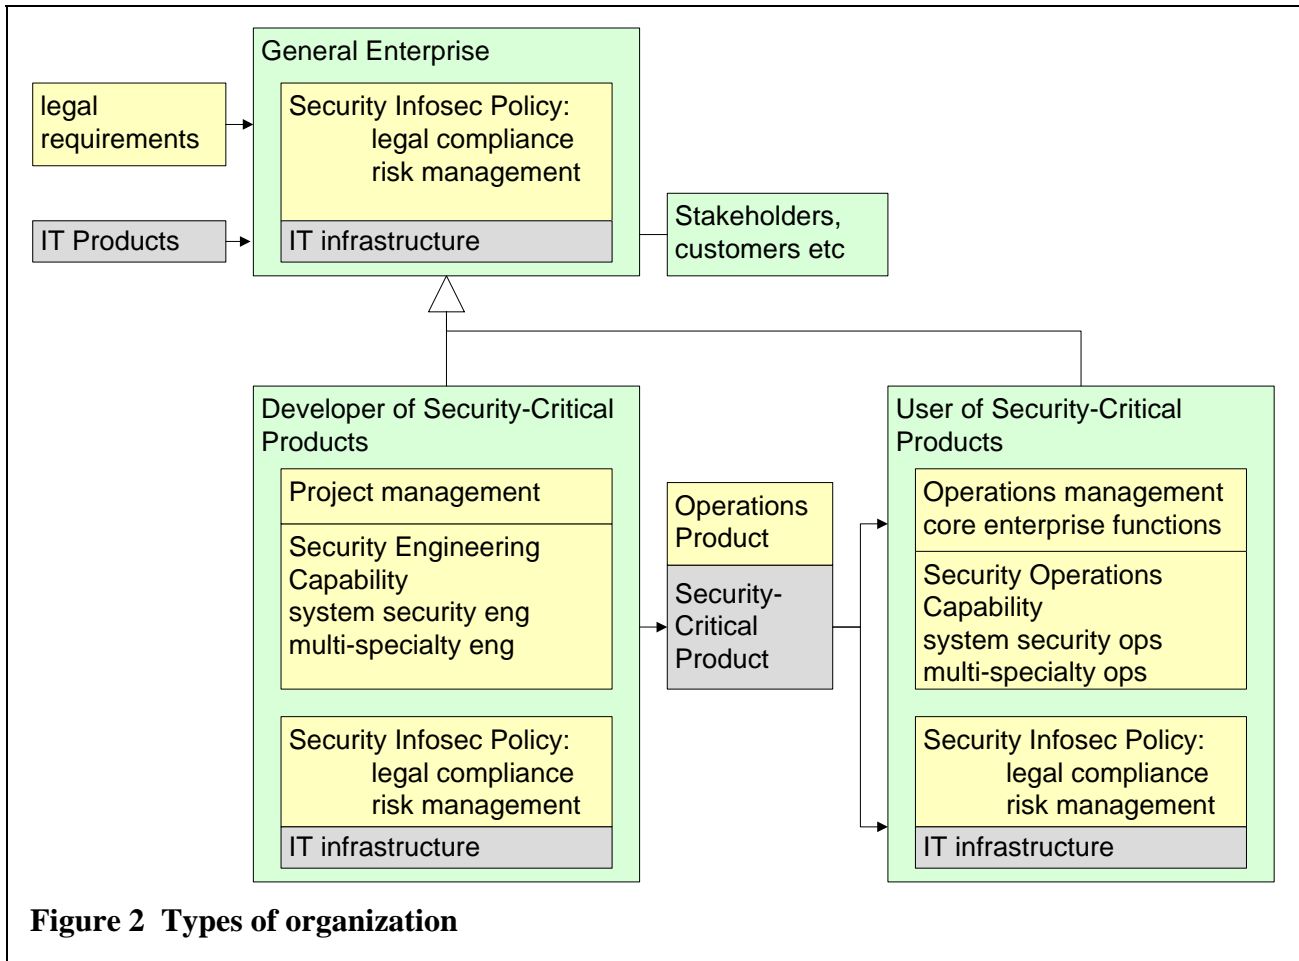 General Enterprise
legal
requirements
Security Infosec Policy:
legal compliance
risk management
IT Products
IT infrastructure
Stakeholders,
customers etc
Developer of Security-Critical
Products
Project management
Security Engineering
Capability
system security eng
multi-specialty eng
Security Infosec Policy:
legal compliance
risk management
IT infrastructure
Operations
Product
Security-
Critical
Product
User of Security-Critical
Products
Operations management
core enterprise functions
Security Operations
Capability
system security ops
multi-specialty ops
Security Infosec Policy:
legal compliance
risk management
IT infrastructure
Figure 2 Types of organization